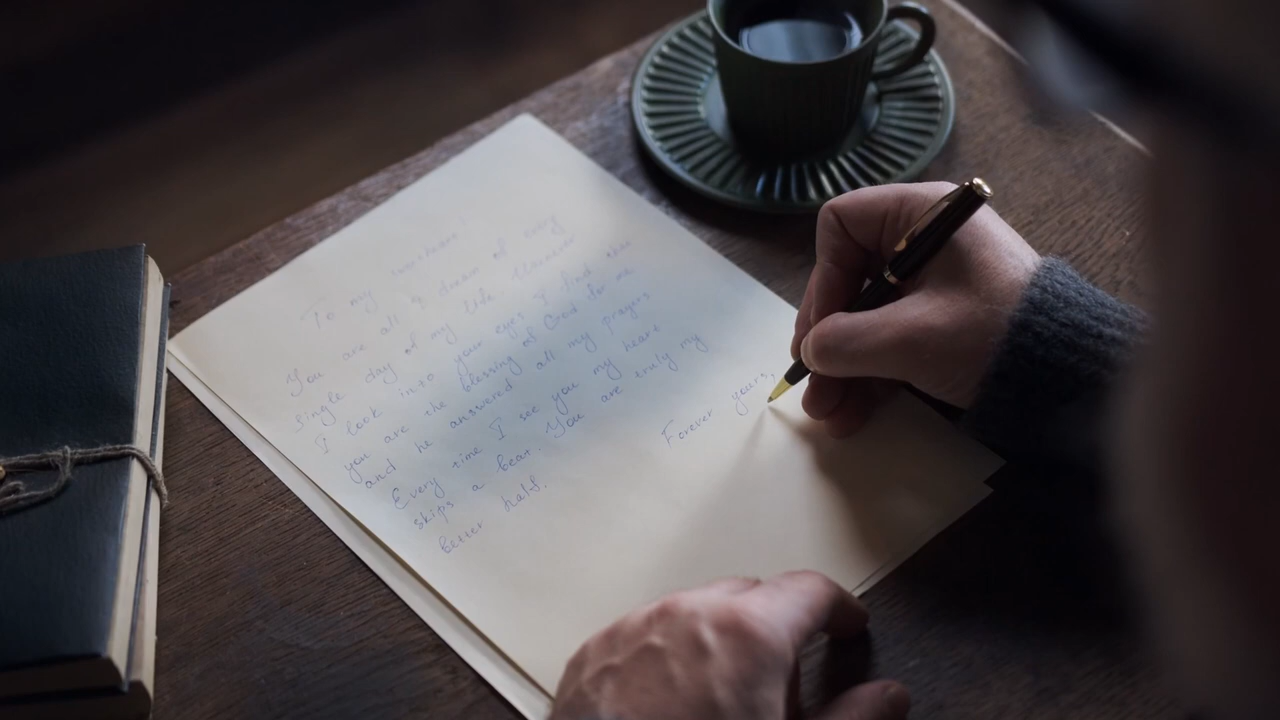 To my sweetheart!
You are all I dream of every
single day of my life. Whenever
I look into your eyes I find that
you are the blessing of God for me
and he answered all my prayers
Every time I see you my heart
skips a beat. You are truly my
better half.
Forever yours,